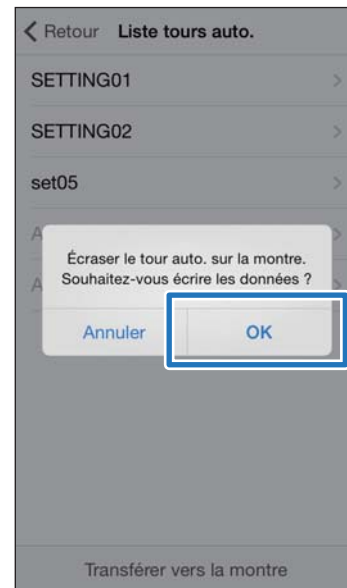 Retour Liste tours auto.
SETTING01
SETTING02
set05
A
Écraser le tour auto. sur la montre.
A
Souhaitez-vous écrire les données ?
Annuler OK
Transférer vers la montre